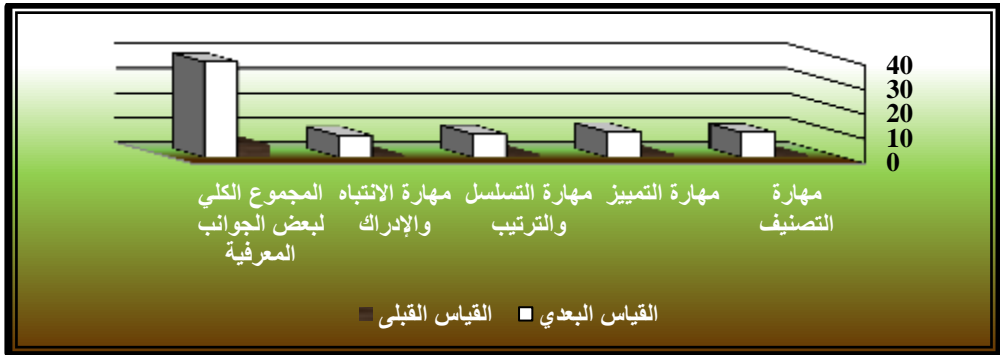 40
30
20
10
0
مهارة التصنيف
مهارة التمييز
مهارة التسلسل والترتيب
مهارة الانتباه والإدراك
المجموع الكلي لبعض الجوانب المعرفية
القياس البعدي
القياس القبلى